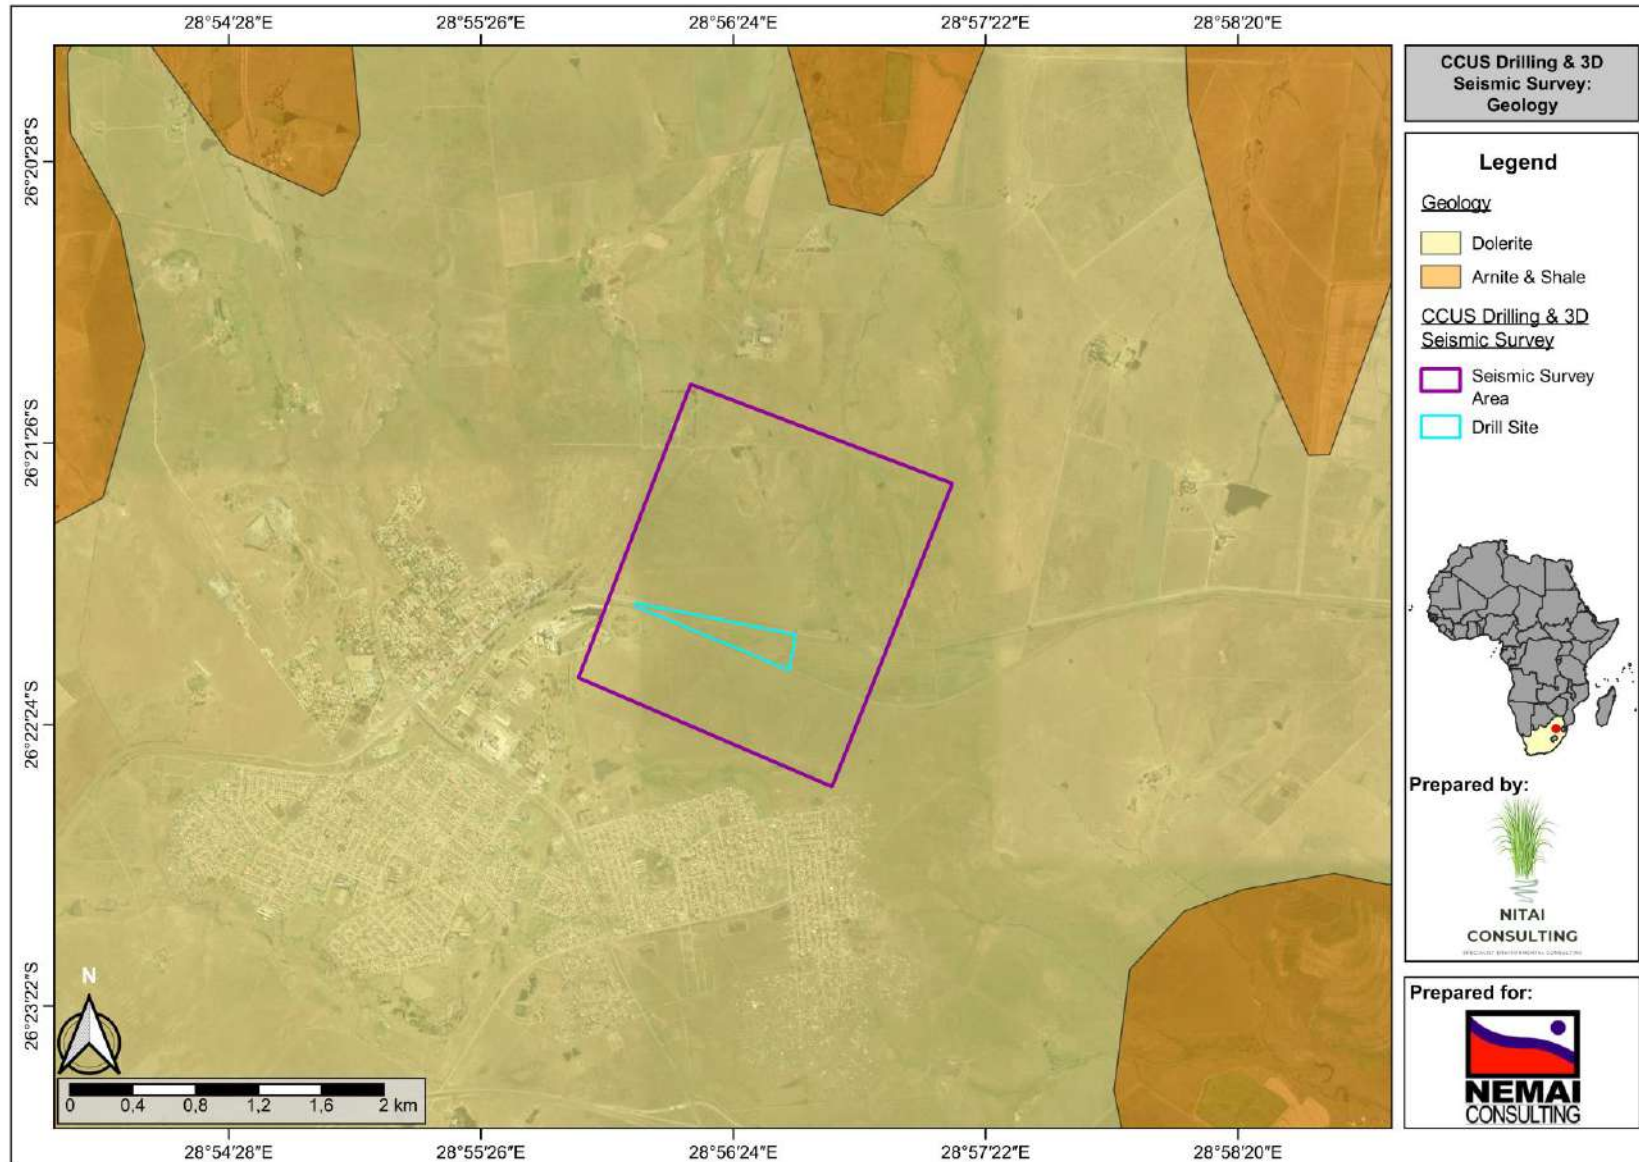 28°54'28"E
28°55'26"E
28°56'24"E
28°57'22"E
28°58'20"E
26°20'28"S
26°21'26"S
26°22'24"S
26°23'22"S
N
0
0,4
0,8
1,2
1,6
2 km
28°54'28"E
28°55'26"E
28°56'24"E
28°57'22"E
28°58'20"E
CCUS Drilling & 3D
Seismic Survey:
Geology
Legend
Geology
Dolerite
Arnite & Shale
CCUS Drilling & 3D
Seismic Survey
Seismic Survey
Area
Drill Site
Prepared by:
NITAI
CONSULTING
Prepared for:
NEMAI
CONSULTING